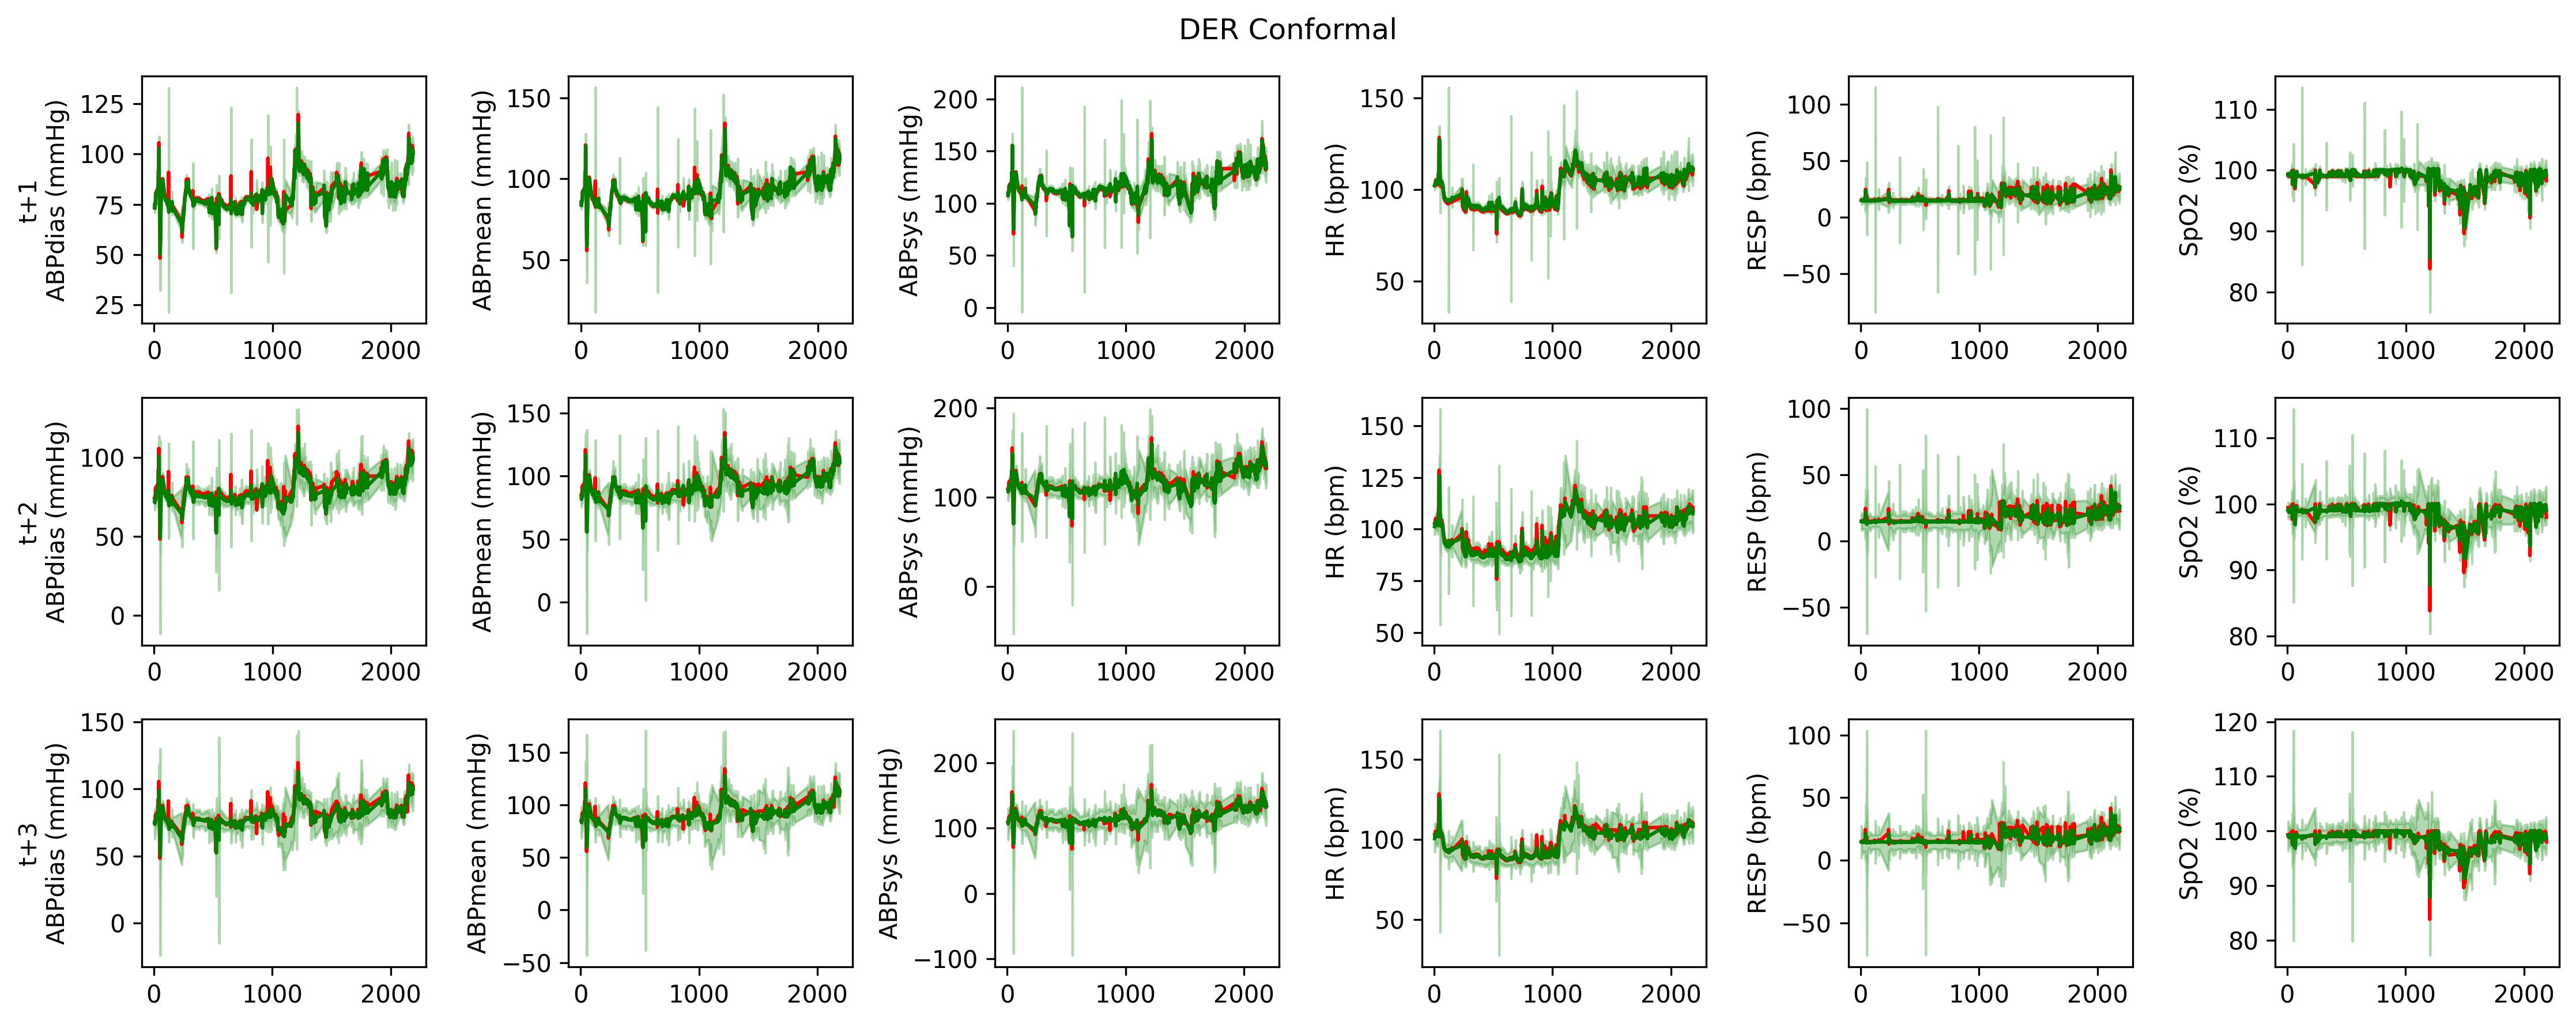 DER Conformal
t+1
ABPdias (mmHg)
125
100
75
50
25
0 1000 2000
ABPmean (mmHg)
150
100
50
0 1000 2000
ABPsys (mmHg)
200
150
100
50
0
0 1000 2000
HR (bpm)
150
100
50
0 1000 2000
RESP (bpm)
100
50
0
−50
0 1000 2000
SpO2 (%)
110
100
90
80
0 1000 2000
t+2
ABPdias (mmHg)
100
50
0
0 1000 2000
ABPmean (mmHg)
150
100
50
0
0 1000 2000
ABPsys (mmHg)
200
100
0
0 1000 2000
HR (bpm)
150
125
100
75
50
0 1000 2000
RESP (bpm)
100
50
0
−50
0 1000 2000
SpO2 (%)
110
100
90
80
0 1000 2000
t+3
ABPdias (mmHg)
150
100
50
0
0 1000 2000
ABPmean (mmHg)
150
100
50
0
−50
0 1000 2000
ABPsys (mmHg)
200
100
0
−100
0 1000 2000
HR (bpm)
150
100
50
0 1000 2000
RESP (bpm)
100
50
0
−50
0 1000 2000
SpO2 (%)
120
110
100
90
80
0 1000 2000